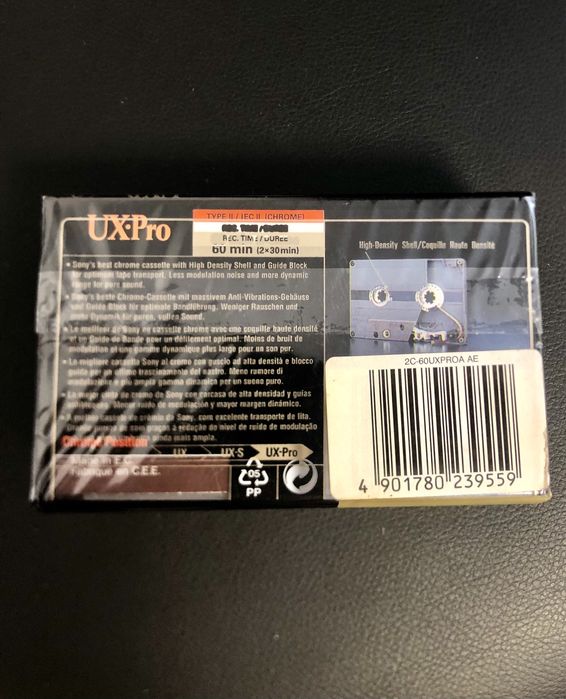 UX·Pro
TYPE II / IEC II (CHROME)
REC. TIME / DUREE
REC. TIME / DUREE
60 min (2×30min)
High-Density Shell/Coquille Haute Densité
• Sony's best chrome cassette with High Density Shell and Guide Block
for optimum tape transport. Less modulation noise and more dynamic
range for pure sound.
• Sony's beste Chrome-Cassette mit massivem Anti-Vibrations-Gehäuse
und Guide Block für optimale Bandführung. Weniger Rauschen und
mehr Dynamik für puren, vollen Sound.
• Le meilleur de Sony en cassette chrome avec une coquille haute densité
et un Guide de Bande pour un défilement optimal. Moins de bruit de
modulation et une gamme dynamique plus large pour un son pur.
• La migliore cassetta Sony al cromo con guscio ad alta densità e blocco
guida per un ottimo trascinamento del nastro. Meno rumore di
modulazione e più ampia gamma dinamica per un suono puro.
• La mejor cinta de cromo de Sony con carcasa de alta densidad y guías
Menor ruido de modulación y mayor margen dinámico.
• A melhor cassete de crómio da Sony, com excelente transporte de fita.
pureza de som graças à redução do nível de ruído de modulação
banda mais ampla.
Chrome Position
UX UX-S UX-Pro
Made in E.C.
Fabriqué en C.E.E.
05
PP
2C-60UXPROA AE
4 901780 239559